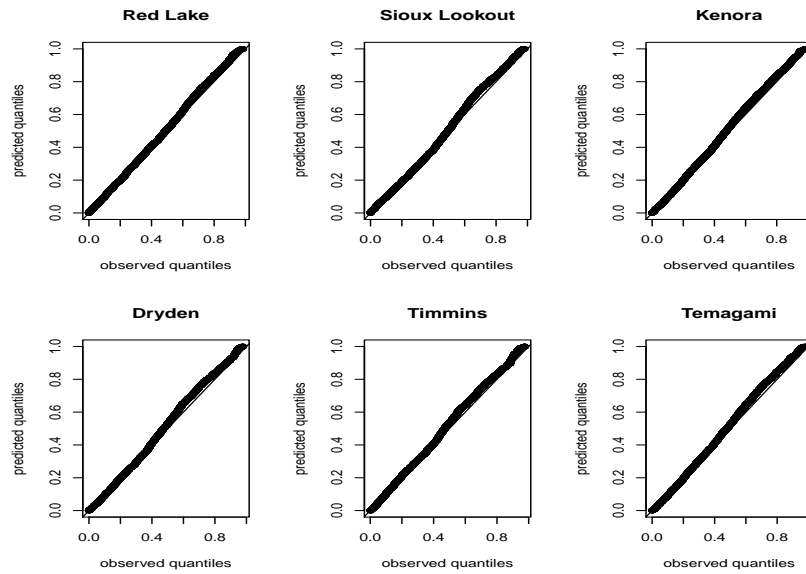 Red Lake
predicted quantiles
0.0 0.2 0.4 0.6 0.8 1.0
0.0 0.4 0.8
observed quantiles
Sioux Lookout
predicted quantiles
0.0 0.2 0.4 0.6 0.8 1.0
0.0 0.4 0.8
observed quantiles
Kenora
predicted quantiles
0.0 0.2 0.4 0.6 0.8 1.0
0.0 0.4 0.8
observed quantiles
Dryden
predicted quantiles
0.0 0.2 0.4 0.6 0.8 1.0
0.0 0.4 0.8
observed quantiles
Timmins
predicted quantiles
0.0 0.2 0.4 0.6 0.8 1.0
0.0 0.4 0.8
observed quantiles
Temagami
predicted quantiles
0.0 0.2 0.4 0.6 0.8 1.0
0.0 0.4 0.8
observed quantiles